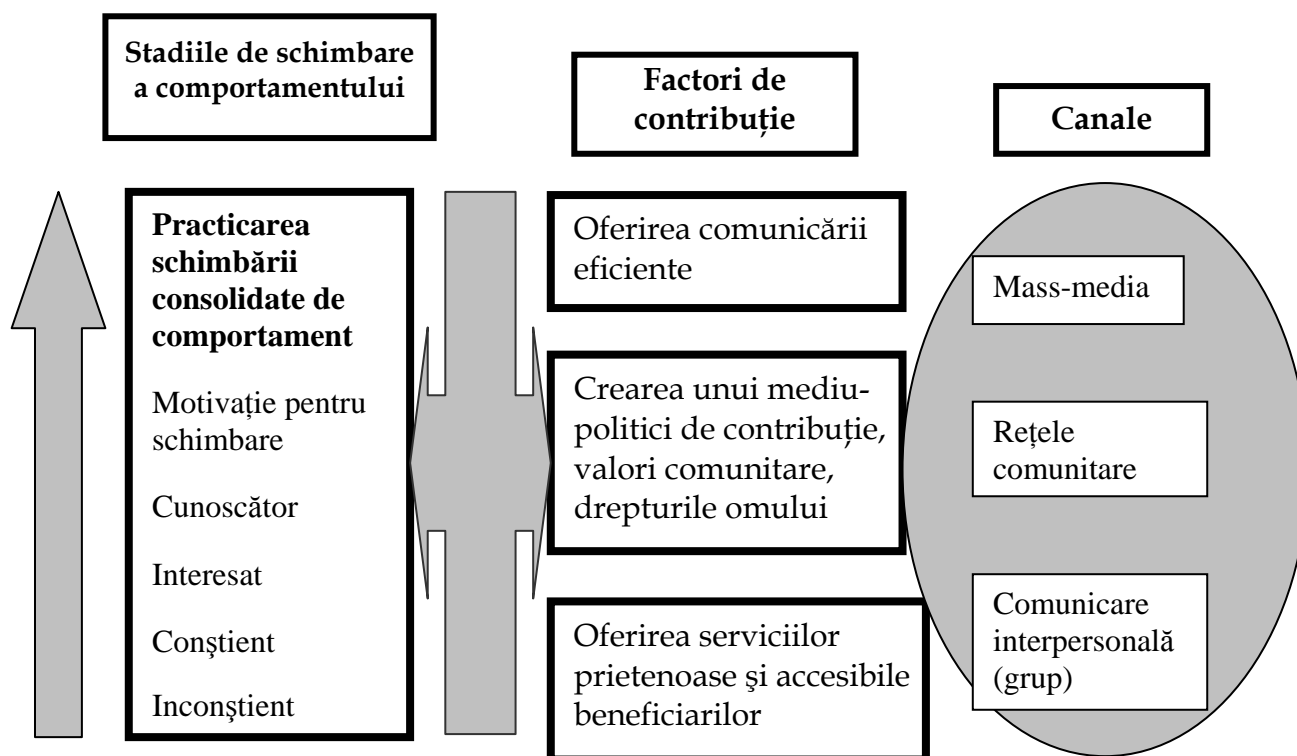 Stadiile de schimbare
a comportamentului
Factori de
contribuție
Canale
Practicarea
schimbării
consolidate de
comportament
Motivație pentru
schimbare
Cunoscător
Interesat
Conştient
Inconştient
Oferirea comunicării
eficiente
Crearea unui mediu-
politici de contribuție,
valori comunitare,
drepturile omului
Oferirea serviciilor
prietenoase şi accesibile
beneficiarilor
Mass-media
Rețele
comunitare
Comunicare
interpersonală
(grup)